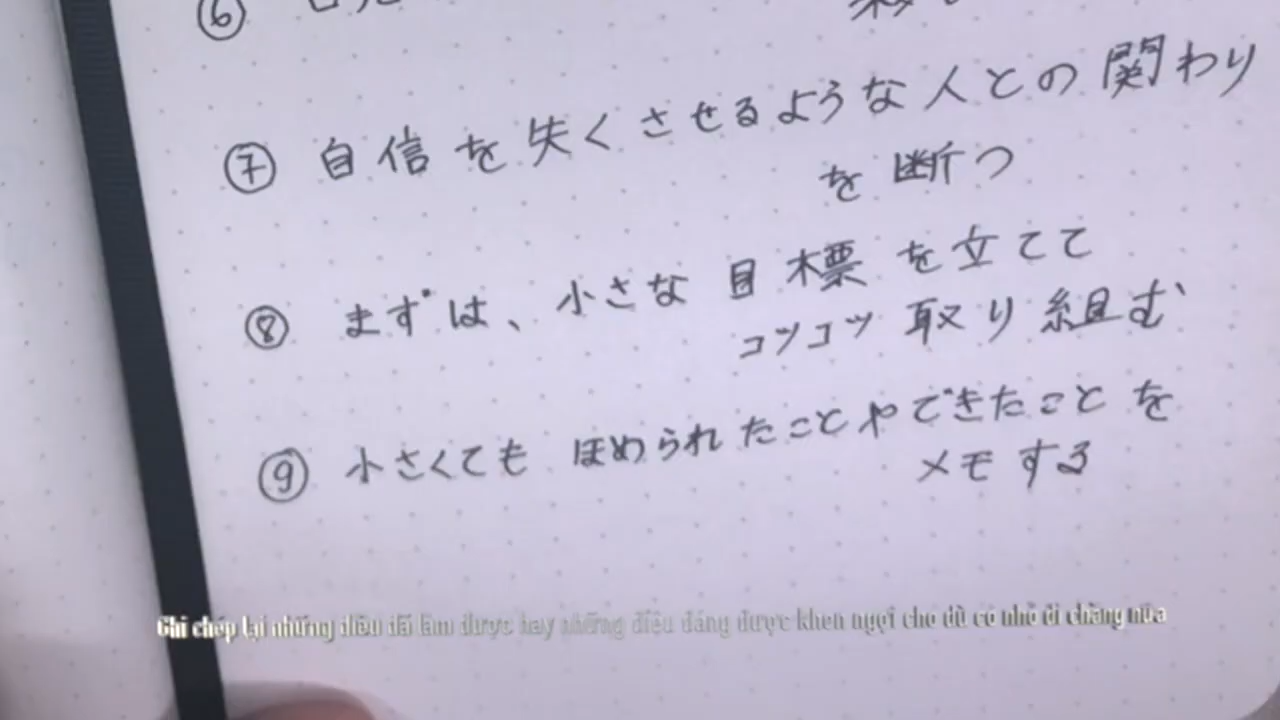 ⑥
⑦ 自信を失くさせるような人との関わり
を断つ
⑧ まずは、小さな目標を立てて
コツコツ取り組む
⑨ 小さくても ほめられたことやできたことを
メモする
Ghi chép lại những điều đã làm được hay những điều đáng được khen ngợi cho dù có nhỏ đi chăng nữa